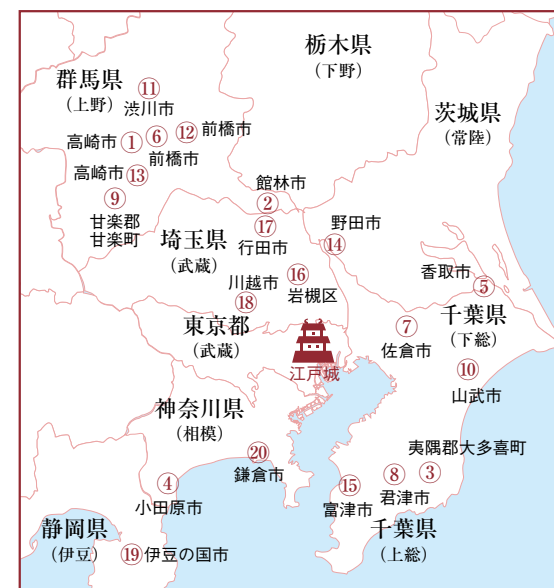 栃木県
(下野)
群馬県
(上野)
⑪
渋川市
茨城県
(常陸)
高崎市
①
⑥
前橋市
⑫
前橋市
高崎市
⑬
⑨
甘楽郡
甘楽町
館林市
②
⑰
行田市
埼玉県
(武蔵)
野田市
⑭
香取市
⑤
川越市
⑱
⑯
岩槻区
東京都
(武蔵)
江戸城
⑦
佐倉市
千葉県
(下総)
⑩
山武市
神奈川県
(相模)
⑳
鎌倉市
④
小田原市
夷隅郡大多喜町
③
⑧
君津市
⑮
富津市
千葉県
(上総)
静岡県
(伊豆)
⑲伊豆の国市